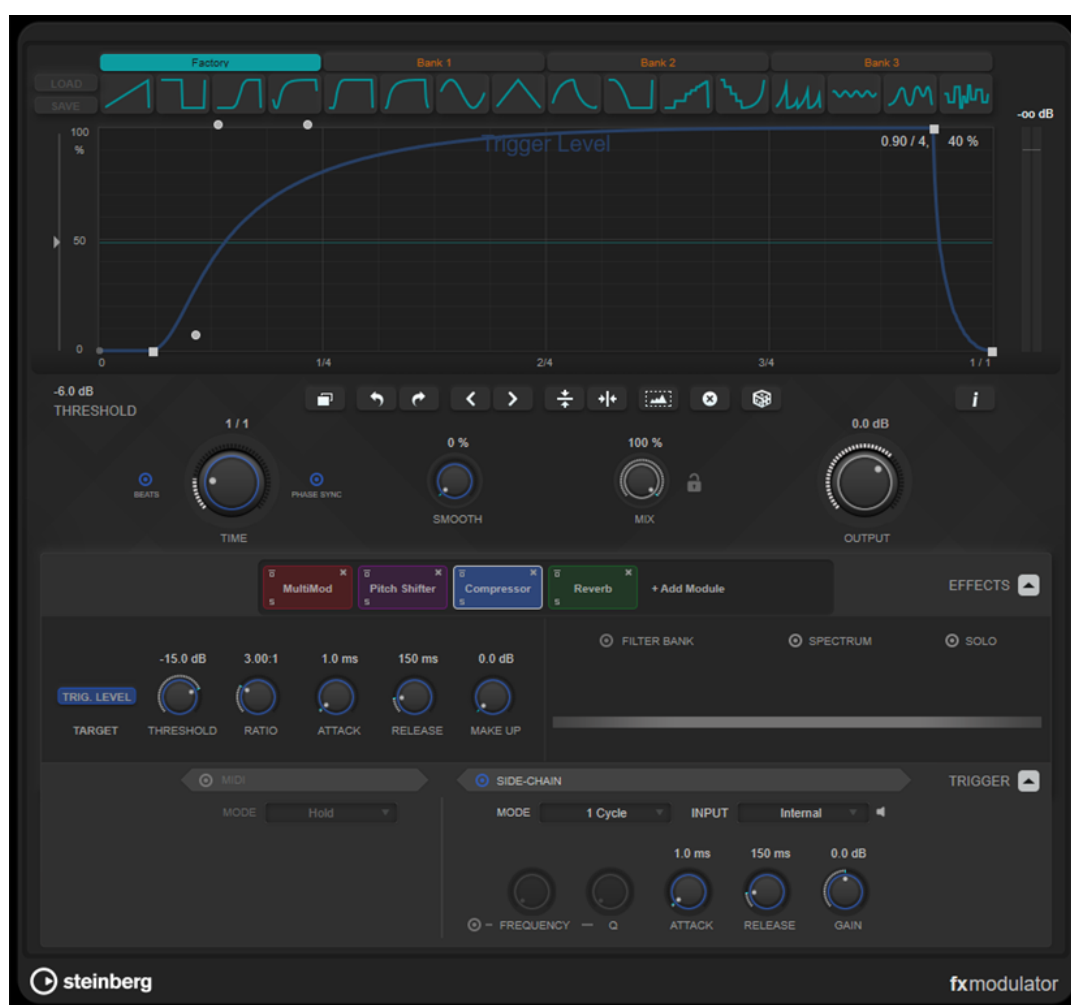 Factory Bank 1 Bank 2 Bank 3
LOAD
SAVE
-oo dB
100
%
Trigger Level
0.90 / 4, 40 %
50
0
0 1/4 2/4 3/4 1 / 1
-6.0 dB
THRESHOLD
i
1 / 1
0 %
100 %
0.0 dB
BEATS
PHASE SYNC
TIME
SMOOTH
MIX
OUTPUT
MultiMod
S
Pitch Shifter
S
Compressor
S
Reverb
S
+ Add Module
EFFECTS
FILTER BANK SPECTRUM SOLO
-15.0 dB 3.00:1 1.0 ms 150 ms 0.0 dB
TRIG. LEVEL
TARGET THRESHOLD RATIO ATTACK RELEASE MAKE UP
MIDI
SIDE-CHAIN
TRIGGER
MODE Hold
MODE 1 Cycle INPUT Internal
1.0 ms 150 ms 0.0 dB
FREQUENCY Q ATTACK RELEASE GAIN
steinberg
fxmodulator